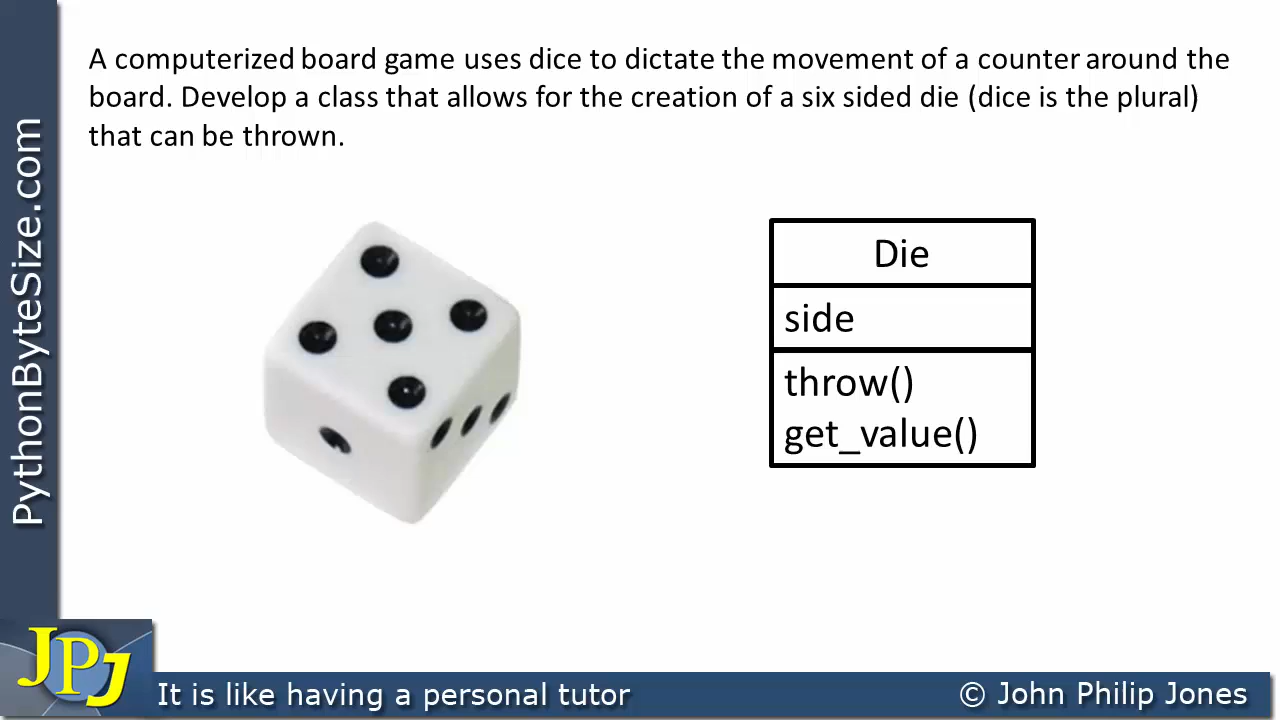 A computerized board game uses dice to dictate the movement of a counter around the
board. Develop a class that allows for the creation of a six sided die (dice is the plural)
that can be thrown.
PythonByteSize.com
Die
side
throw()
get_value()
JPJ
It is like having a personal tutor
© John Philip Jones